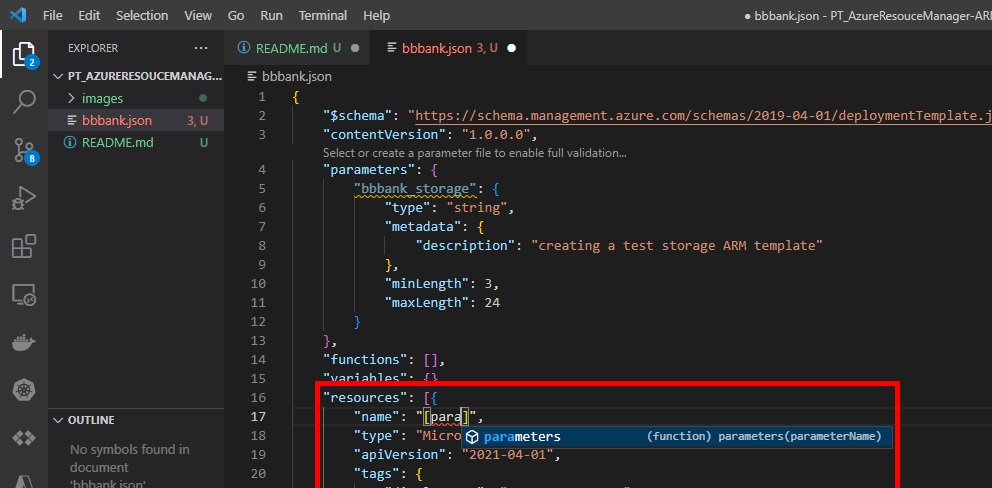 File Edit Selection View Go Run Terminal Help
● bbbank.json - PT_AzureResouceManager-ARM
EXPLORER ...
README.md U
bbbank.json 3, U
PT_AZURERESOUCEMANAG...
bbbank.json
images
bbbank.json 3, U
README.md U
2
8
1 {
2 "$schema": "https://schema.management.azure.com/schemas/2019-04-01/deploymentTemplate.j
3 "contentVersion": "1.0.0.0",
Select or create a parameter file to enable full validation...
4 "parameters": {
5 "bbbank_storage": {
6 "type": "string",
7 "metadata": {
8 "description": "creating a test storage ARM template"
9 },
10 "minLength": 3,
11 "maxLength": 24
12 }
13 },
14 "functions": [],
15 "variables": {},
16 "resources": [{
17 "name": "[para]",
18 "type": "Micro
parameters (function) parameters(parameterName)
19 "apiVersion": "2021-04-01",
20 "tags": {
OUTLINE
No symbols found in
document
'bbbank.json'